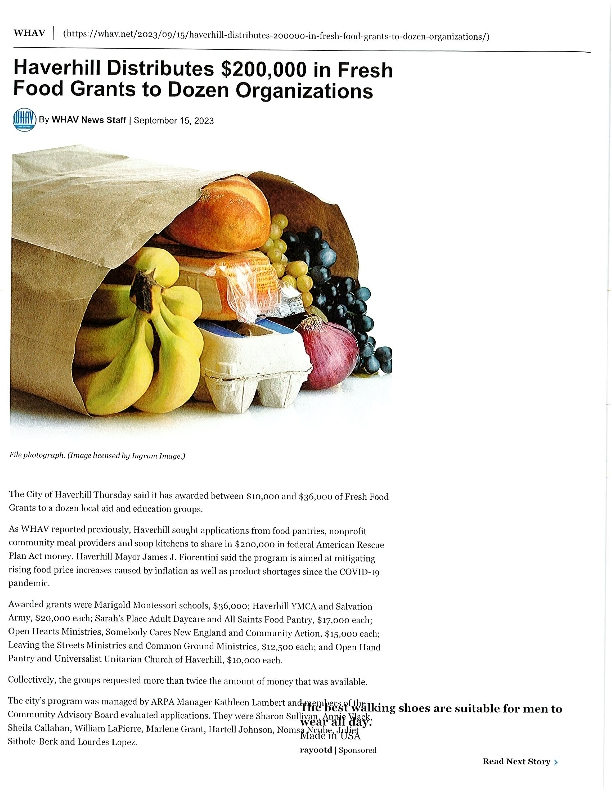 WHAV | (https://whav.net/2023/09/15/haverhill-distributes-200000-in-fresh-food-grants-to-dozen-organizations/)
Haverhill Distributes $200,000 in Fresh
Food Grants to Dozen Organizations
WHAV By WHAV News Staff | September 15, 2023
File photograph. (Image licensed by Ingram Image.)
The City of Haverhill Thursday said it has awarded between $10,000 and $36,000 of Fresh Food
Grants to a dozen local aid and education groups.
As WHAV reported previously, Haverhill sought applications from food pantries, nonprofit
community meal providers and soup kitchens to share in $200,000 in federal American Rescue
Plan Act money. Haverhill Mayor James J. Fiorentini said the program is aimed at mitigating
rising food price increases caused by inflation as well as product shortages since the COVID-19
pandemic.
Awarded grants were Marigold Montessori schools, $36,000; Haverhill YMCA and Salvation
Army, $20,000 each; Sarah's Place Adult Daycare and All Saints Food Pantry, $17,000 each;
Open Hearts Ministries, Somebody Cares New England and Community Action, $15,000 each;
Leaving the Streets Ministries and Common Ground Ministries, $12,500 each; and Open Hand
Pantry and Universalist Unitarian Church of Haverhill, $10,000 each.
Collectively, the groups requested more than twice the amount of money that was available.
The city's program was managed by ARPA Manager Kathleen Lambert and members of the
Community Advisory Board evaluated applications. They were Sharon Sullivan, Annie
Sheila Callahan, William LaPierre, Marlene Grant, Hartell Johnson, Nomsa Ncube, Juliet
Sithole-Berk and Lourdes Lopez.
The best walking shoes are suitable for men to
wear all day.
Made in USA
rayootd | Sponsored
Read Next Story >